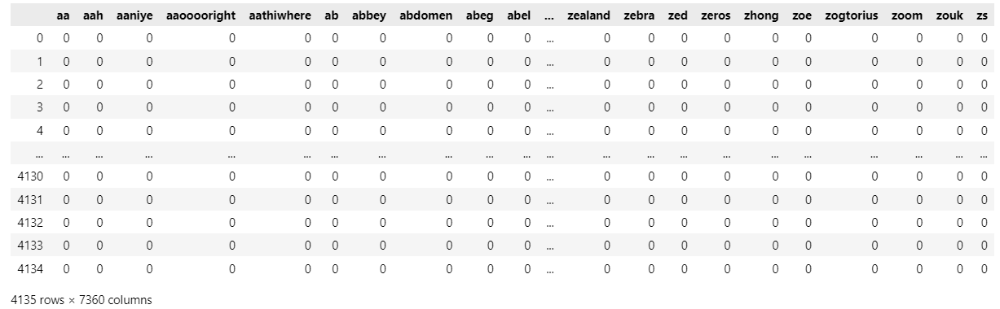 aa aah aaniye aaooooright aathiwhere ab abbey abdomen abeg abel ... zealand zebra zed zeros zhong zoe zogtorius zoom zouk zs
0 0 0 0 0 0 0 0 0 0 0 ... 0 0 0 0 0 0 0 0 0 0
1 0 0 0 0 0 0 0 0 0 0 ... 0 0 0 0 0 0 0 0 0 0
2 0 0 0 0 0 0 0 0 0 0 ... 0 0 0 0 0 0 0 0 0 0
3 0 0 0 0 0 0 0 0 0 0 ... 0 0 0 0 0 0 0 0 0 0
4 0 0 0 0 0 0 0 0 0 0 ... 0 0 0 0 0 0 0 0 0 0
... ... ... ... ... ... ... ... ... ... ... ... ... ... ... ... ... ... ... ... ... ...
4130 0 0 0 0 0 0 0 0 0 0 ... 0 0 0 0 0 0 0 0 0 0
4131 0 0 0 0 0 0 0 0 0 0 ... 0 0 0 0 0 0 0 0 0 0
4132 0 0 0 0 0 0 0 0 0 0 ... 0 0 0 0 0 0 0 0 0 0
4133 0 0 0 0 0 0 0 0 0 0 ... 0 0 0 0 0 0 0 0 0 0
4134 0 0 0 0 0 0 0 0 0 0 ... 0 0 0 0 0 0 0 0 0 0
4135 rows × 7360 columns